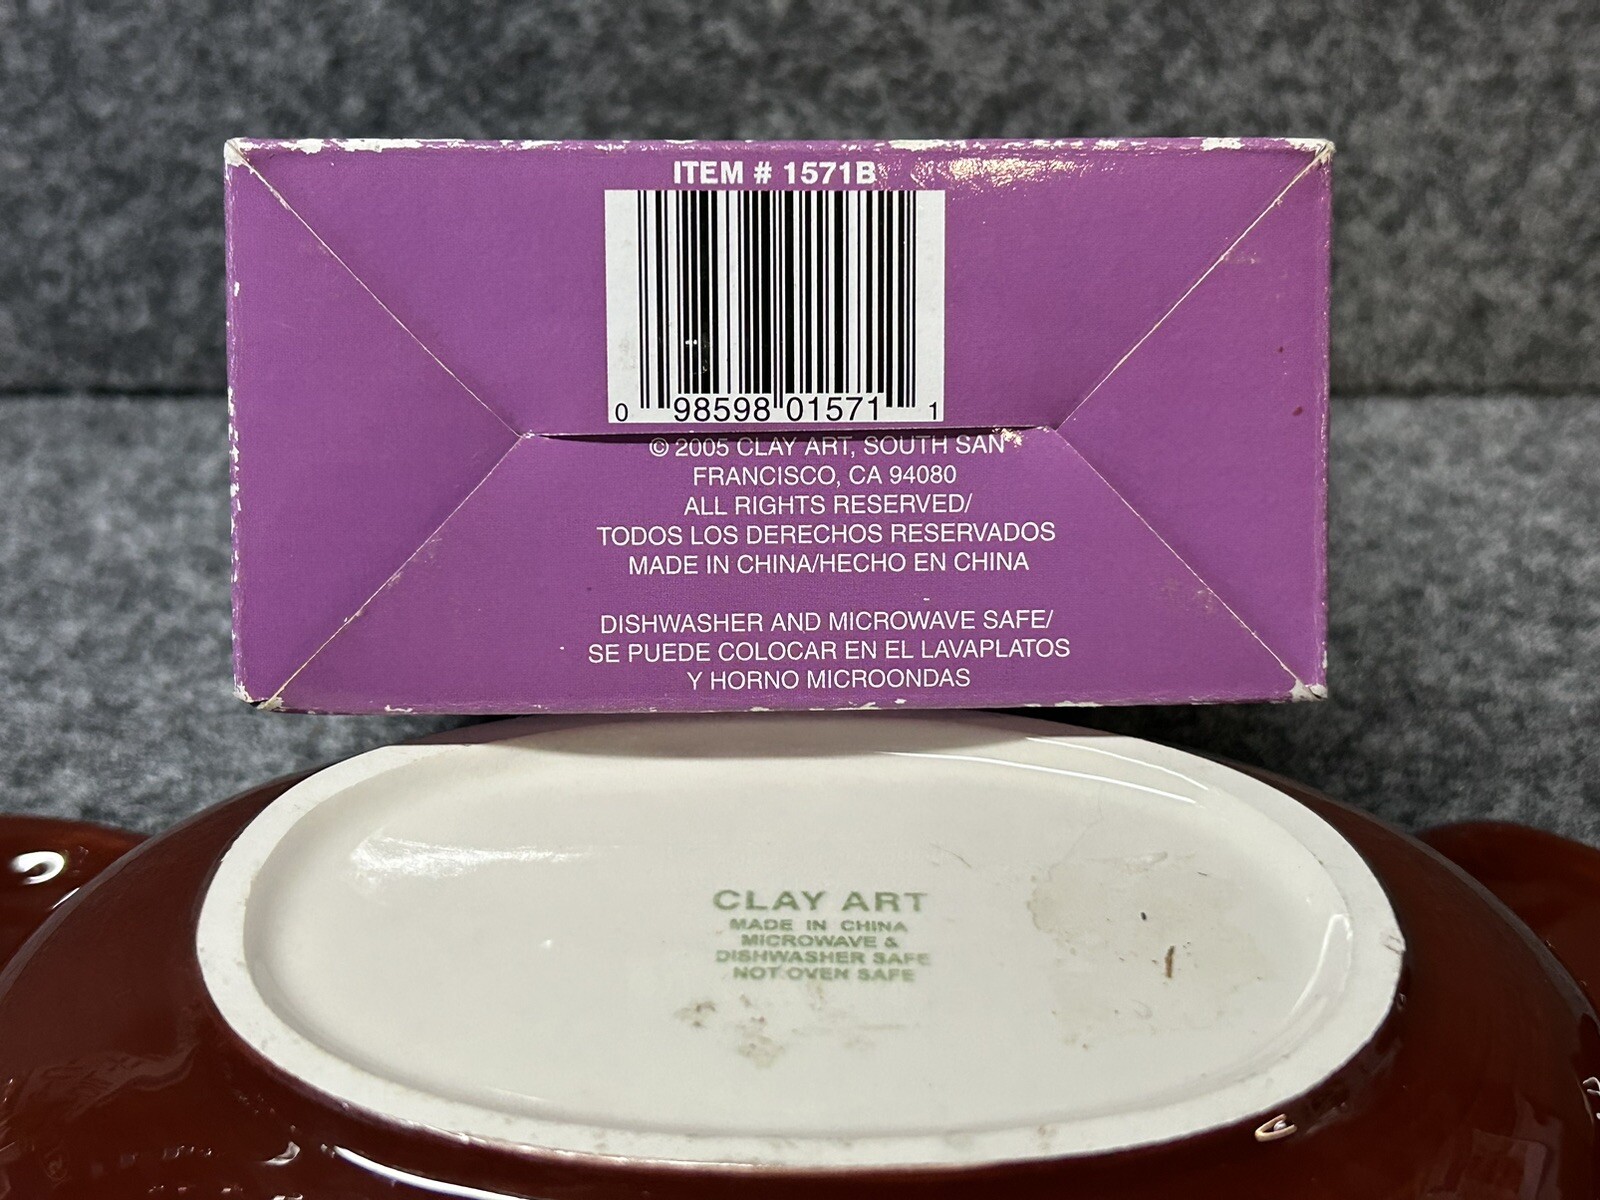 ITEM # 1571B
0 98598 01571 1
© 2005 CLAY ART, SOUTH SAN
FRANCISCO, CA 94080
ALL RIGHTS RESERVED/
TODOS LOS DERECHOS RESERVADOS
MADE IN CHINA/HECHO EN CHINA
DISHWASHER AND MICROWAVE SAFE/
SE PUEDE COLOCAR EN EL LAVAPLATOS
Y HORNO MICROONDAS
CLAY ART
MADE IN CHINA
MICROWAVE &
DISHWASHER SAFE
NOT OVEN SAFE